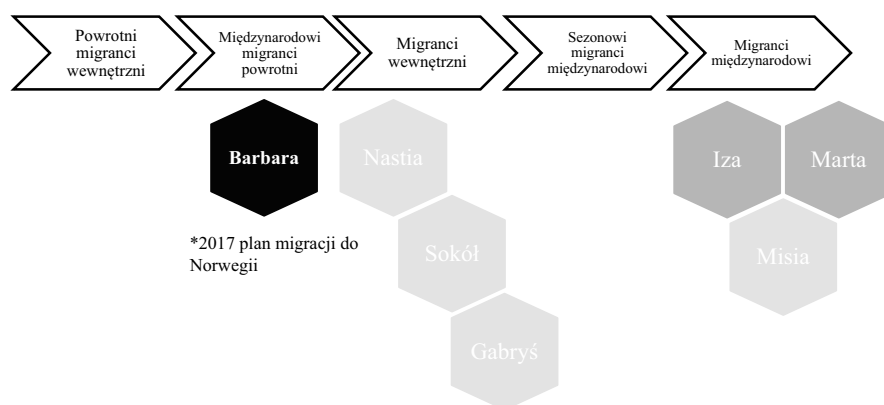 Powrotni
migranci
wewnętrzni
Międzynarodowi
migranci
powrotni
Migranci
wewnętrzni
Sezonowi
migranci
międzynarodowi
Migranci
międzynarodowi
Barbara
Nastia
Iza
Marta
*2017 plan migracji do
Norwegii
Sokół
Misia
Gabryś